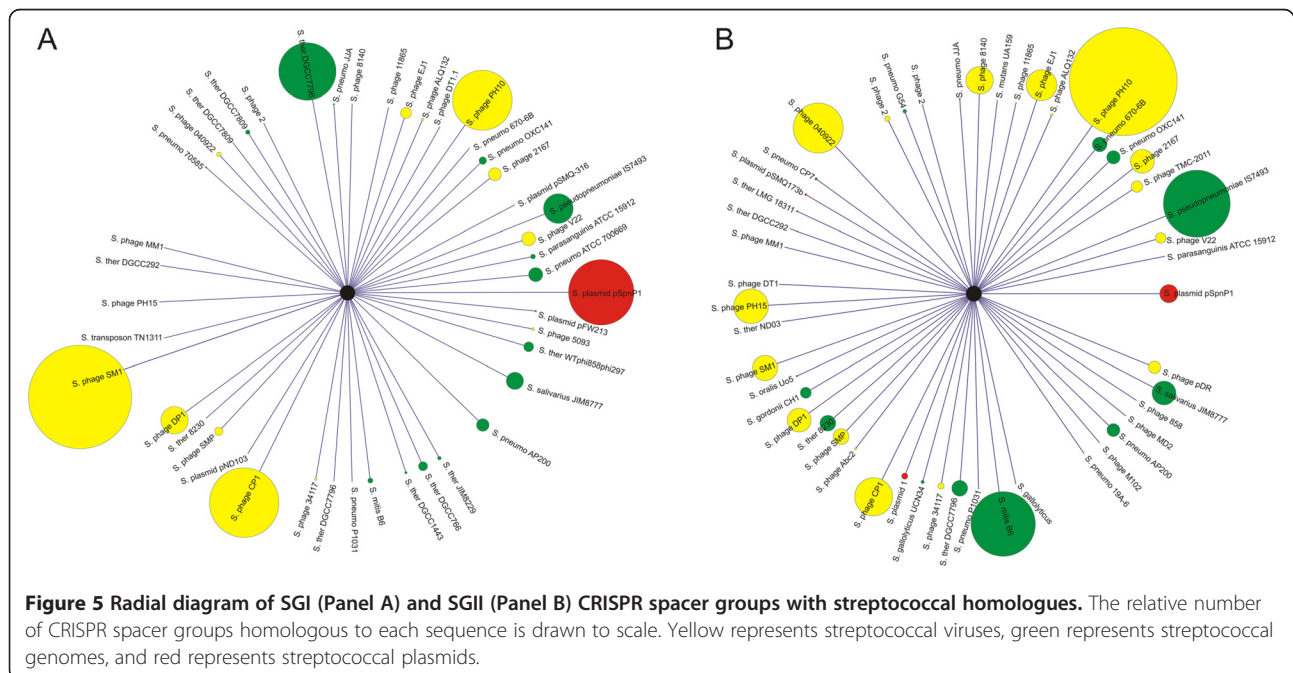 A
S. ther DGCC7796
S. pneumo JJA
S. phage 8140
S. phage 11865
S. phage EJ1
S. phage ALQ132
S. phage DT1.1
S. phage PH10
S. pneumo 670-6B
S. pneumo OXC141
S. phage 2167
S. plasmid pSMQ-316
S. pseudopneumoniae IS7493
S. phage V22
S. parasanguinis ATCC 15912
S. pneumo ATCC 700669
S. plasmid pSpnP1
S. plasmid pFW213
S. phage 5093
S. ther WTphi858phi297
S. salivarius JIM8777
S. pneumo AP200
S. ther JIM8229
S. ther DGCC766
S. ther DGCC1443
S. mitis B6
S. pneumo P1031
S. ther DGCC7796
S. phage 34117
S. phage CP1
S. plasmid pND103
S. phage SMP
S. ther 8230
S. phage DP1
S. phage SM1
S. transposon TN1311
S. phage PH15
S. ther DGCC292
S. phage MM1
S. pneumo 70585
S. phage 040922
S. ther DGCC7809
S. ther DGCC7809
S. phage 2
B
S. pneumo JJA
S. phage 8140
S. mutans UA159
S. phage 11865
S. phage EJ1
S. phage ALQ132
S. phage PH10
S. pneumo 670-6B
S. pneumo OXC141
S. phage 2167
S. phage TMC-2011
S. pseudopneumoniae IS7493
S. phage V22
S. parasanguinis ATCC 15912
S. plasmid pSpnP1
S. phage pDR
S. salivarius JIM8777
S. phage 858
S. phage MD2
S. pneumo AP200
S. phage M102
S. pneumo 19A-6
S. gallolyticus
S. mitis B6
S. pneumo P1031
S. ther DGCC7796
S. phage 34117
S. gallolyticus UCN34
S. plasmid 1
S. phage CP1
S. phage Abc2
S. phage SMP
S. ther 8230
S. phage DP1
S. gordonii CH1
S. oralis Uo5
S. phage SM1
S. ther ND03
S. phage PH15
S. phage DT1
S. phage MM1
S. ther DGCC292
S. ther LMG 18311
S. plasmid pSMQ173b
S. pneumo CP7
S. phage 040922
S. phage 2
S. pneumo G54
S. phage 2
Figure 5 Radial diagram of SGI (Panel A) and SGII (Panel B) CRISPR spacer groups with streptococcal homologues. The relative number
of CRISPR spacer groups homologous to each sequence is drawn to scale. Yellow represents streptococcal viruses, green represents streptococcal
genomes, and red represents streptococcal plasmids.